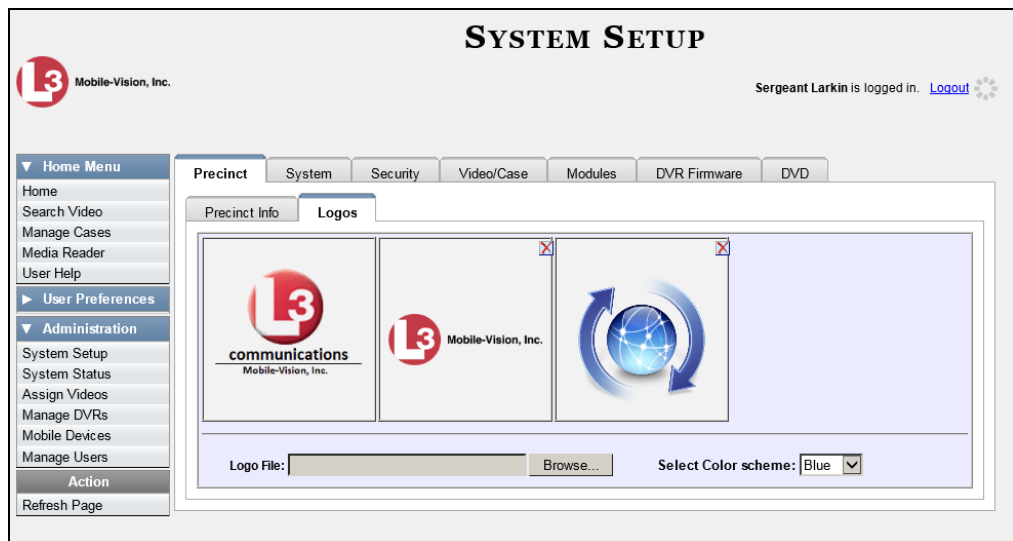 SYSTEM SETUP
L3 Mobile-Vision, Inc.
Sergeant Larkin is logged in. Logout
▼ Home Menu
Home
Search Video
Manage Cases
Media Reader
User Help
► User Preferences
▼ Administration
System Setup
System Status
Assign Videos
Manage DVRs
Mobile Devices
Manage Users
Action
Refresh Page
Precinct System Security Video/Case Modules DVR Firmware DVD
Precinct Info Logos
L3
communications
Mobile-Vision, Inc.
L3 Mobile-Vision, Inc.
Logo File: Browse... Select Color scheme: Blue